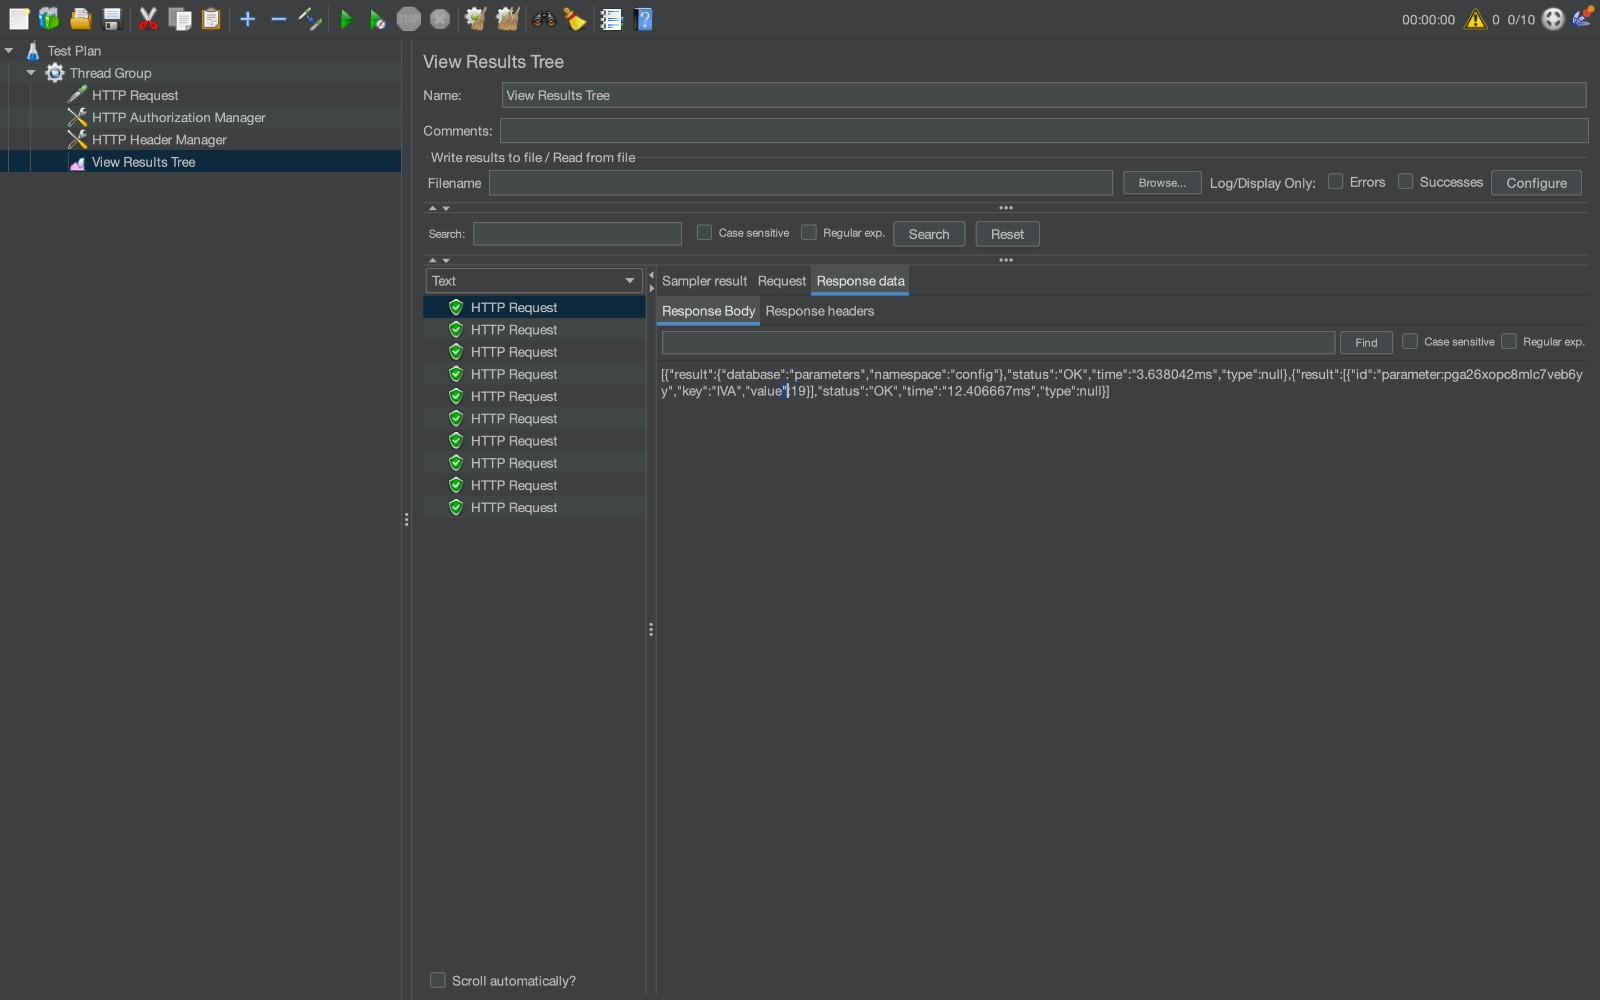 STOP
00:00:00 0 0/10
Test Plan
Thread Group
HTTP Request
HTTP Authorization Manager
HTTP Header Manager
View Results Tree
View Results Tree
Name: View Results Tree
Comments:
Write results to file / Read from file
Filename Browse... Log/Display Only: Errors Successes Configure
Search: Case sensitive Regular exp. Search Reset
Text
Sampler result Request Response data
HTTP Request
HTTP Request
HTTP Request
HTTP Request
HTTP Request
HTTP Request
HTTP Request
HTTP Request
HTTP Request
HTTP Request
Response Body Response headers
Find Case sensitive Regular exp.
[{"result":{"database":"parameters","namespace":"config"},"status":"OK","time":"3.638042ms","type":null},{"result":[{"id":"parameter:pga26xopc8mlc7veb6y
y","key":"IVA","value":19}],"status":"OK","time":"12.406667ms","type":null}]
Scroll automatically?